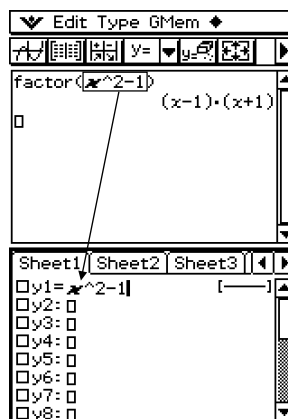 Edit Type GMem
y=
factor(x^2-1)
(x-1)·(x+1)
Sheet1 Sheet2 Sheet3
y1=x^2-1
y2:
y3:
y4:
y5:
y6:
y7:
y8: